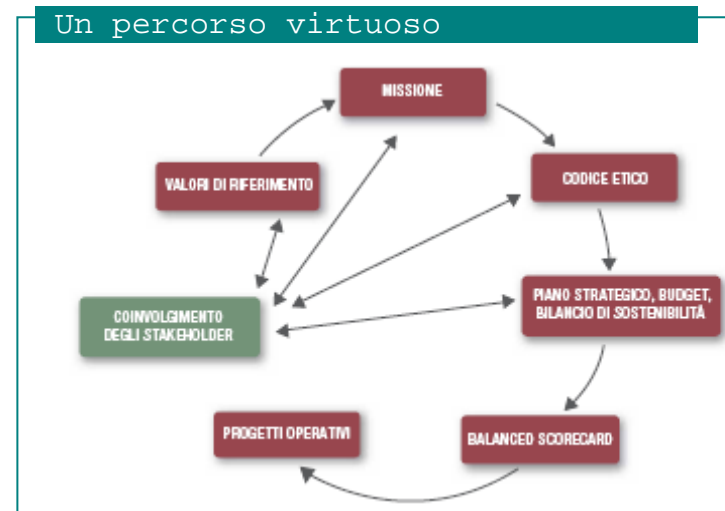 Un percorso virtuoso
MISSIONE
VALORI DI RIFERIMENTO
CODICE ETICO
COINVOLGIMENTO
DEGLI STAKEHOLDER
PIANO STRATEGICO, BUDGET,
BILANCIO DI SOSTENIBILITÀ
PROGETTI OPERATIVI
BALANCED SCORECARD